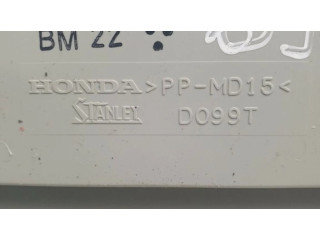 BM 22
HONDA >PP-MD15<
STANLEY D099T